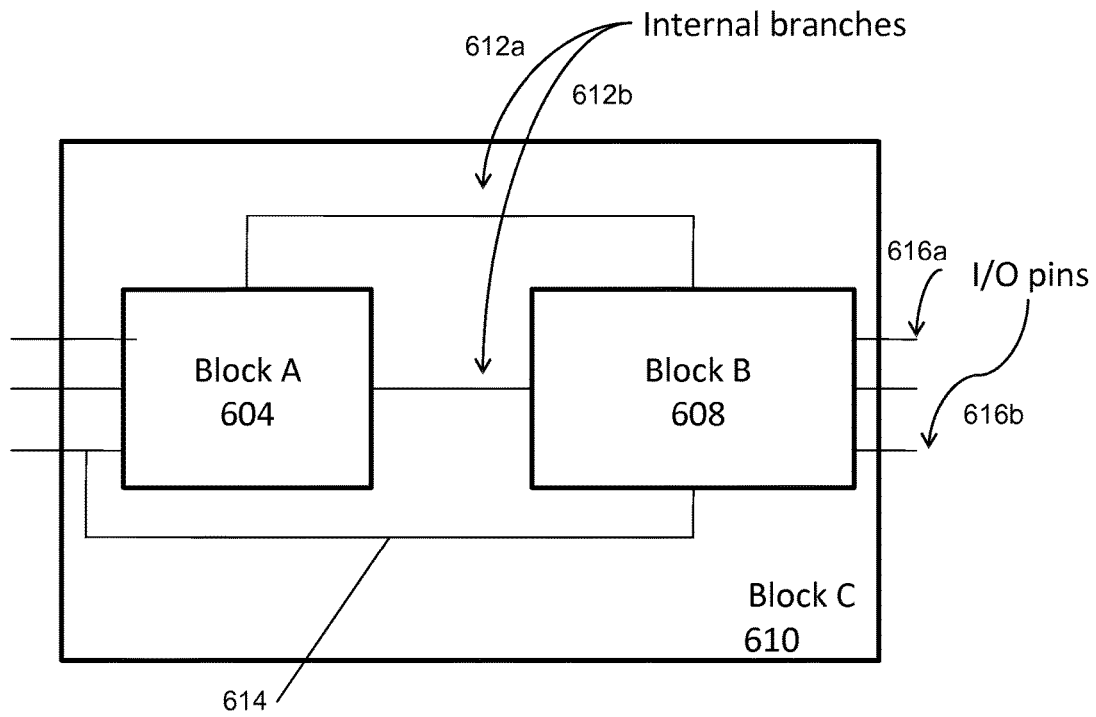 Internal branches
612a
612b
616a
I/O pins
Block A
604
Block B
608
616b
Block C
610
614